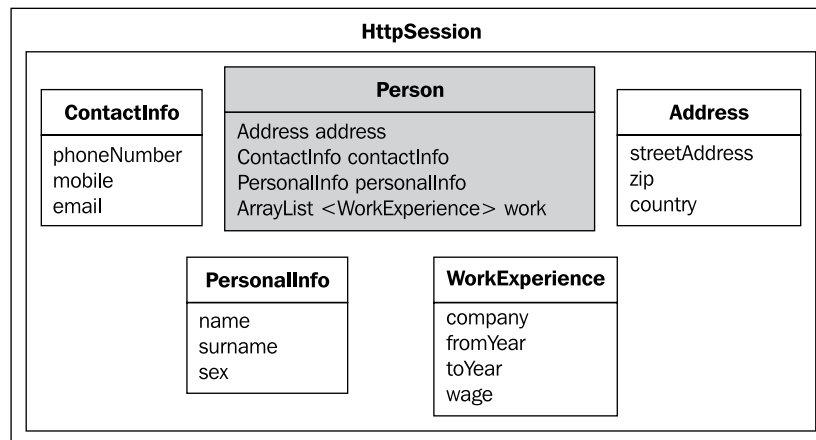 HttpSession
ContactInfo
phoneNumber
mobile
email
Person
Address address
ContactInfo contactInfo
PersonalInfo personalInfo
ArrayList <WorkExperience> work
Address
streetAddress
zip
country
PersonalInfo
name
surname
sex
WorkExperience
company
fromYear
toYear
wage